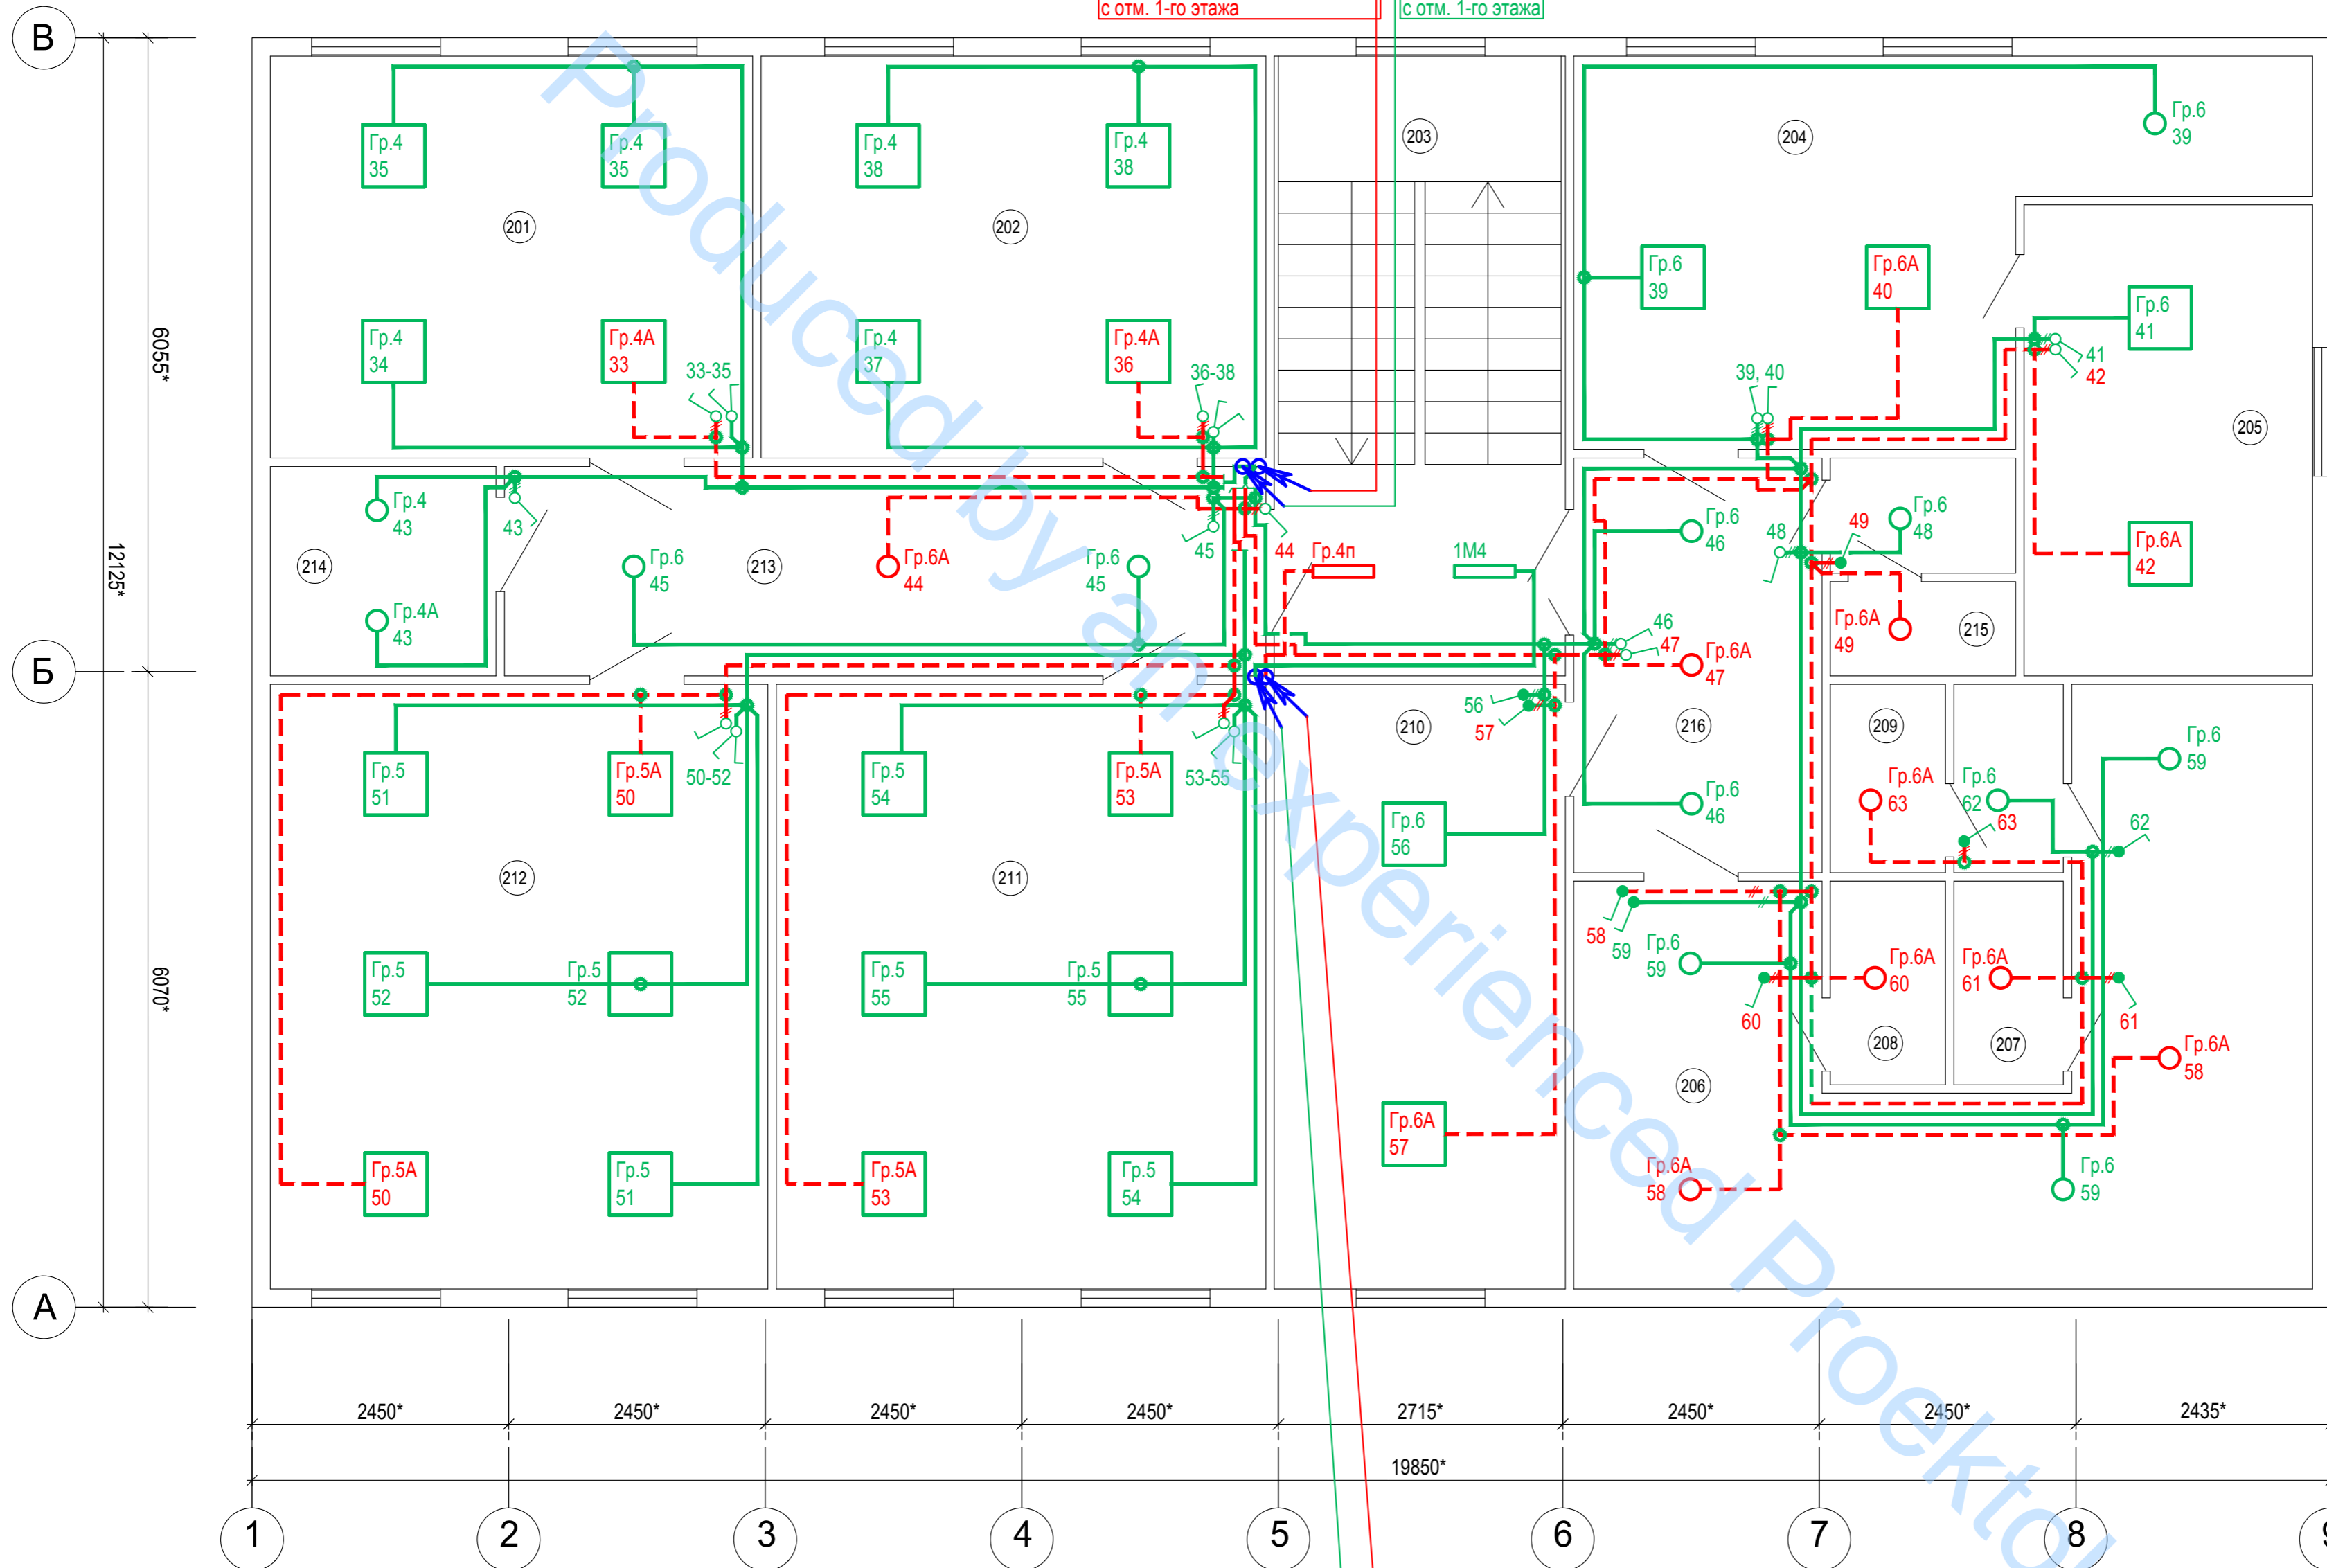 с отм. 1-го этажа
с отм. 1-го этажа
В
Гр.6
39
203
204
Гр.4
35
Гр.4
35
Гр.4
38
Гр.4
38
201
202
Гр.6
39
Гр.6А
40
Гр.6
41
6055*
Гр.4
34
Гр.4А
33
33-35
Гр.4
37
Гр.4А
36
36-38
39, 40
41
42
205
Гр.4
43
43
45
44
Гр.4п
1М4
Гр.6
46
48
49
Гр.6
48
Гр.6А
42
12125*
214
Гр.6
45
213
Гр.6А
44
Гр.6
45
Гр.4А
43
46
47
Гр.6А
47
Гр.6А
49
215
Б
56
57
210
216
209
50-52
53-55
Гр.5
51
Гр.5А
50
Гр.5
54
Гр.5А
53
Гр.6
56
Гр.6
46
Гр.6А
63
Гр.6
62
63
62
Гр.6
59
212
211
58
59
Гр.6
59
6070*
Гр.5
52
Гр.5
52
Гр.5
55
Гр.5
55
60
Гр.6А
60
Гр.6А
61
61
208
207
206
Гр.6А
58
Гр.5А
50
Гр.5
51
Гр.5А
53
Гр.5
54
Гр.6А
57
Гр.6А
58
Гр.6
59
А
2450*
2450*
2450*
2450*
2715*
2450*
2450*
2435*
19850*
1
2
3
4
5
6
7
8
9
Produced by an experienced Proektol